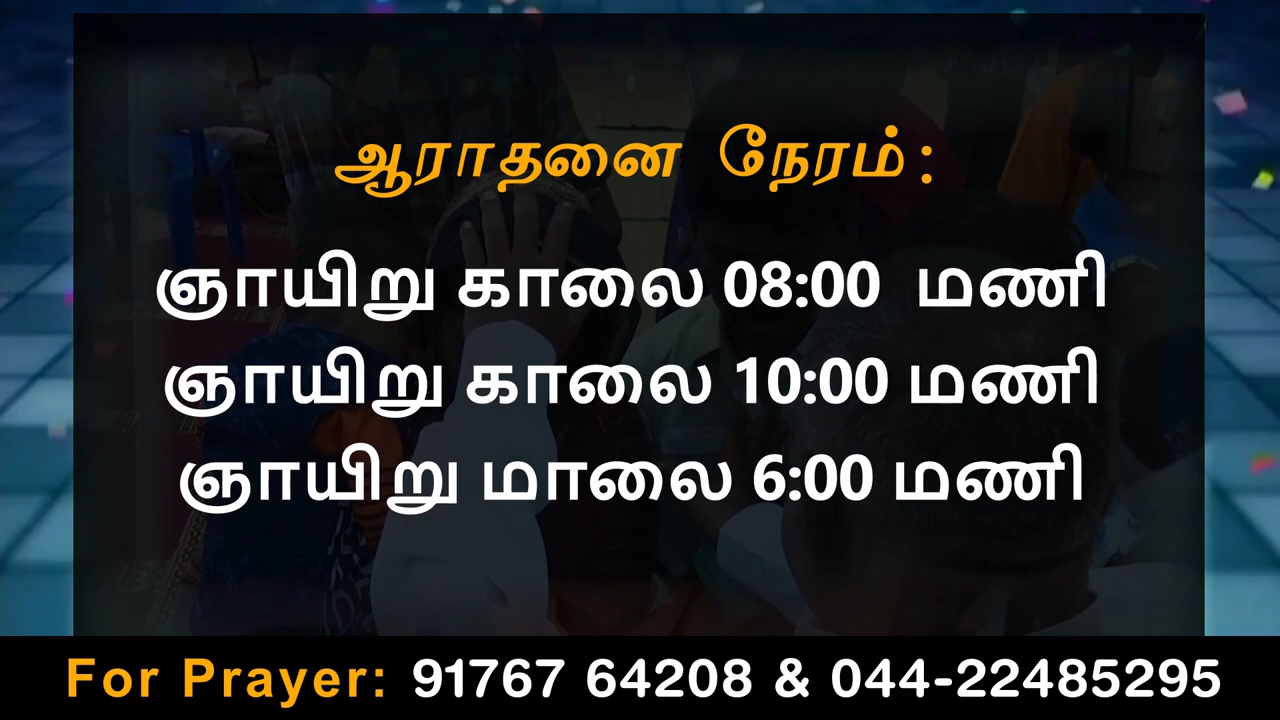 ஆராதனை நேரம் :
ஞாயிறு காலை 08:00 மணி
ஞாயிறு காலை 10:00 மணி
ஞாயிறு மாலை 6:00 மணி
For Prayer: 91767 64208 & 044-22485295